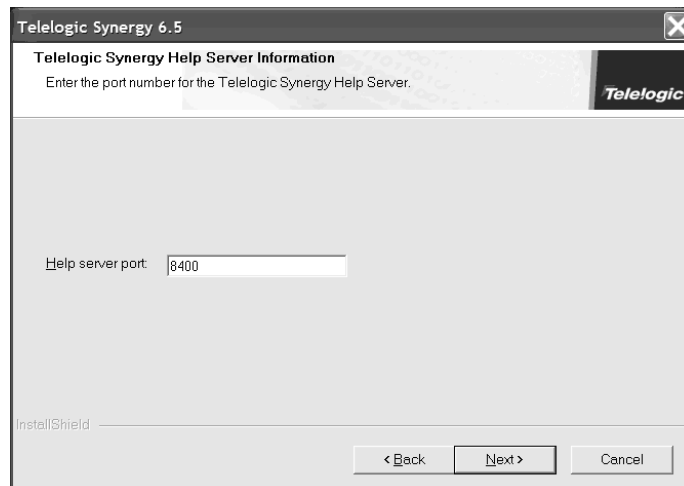 Telelogic Synergy 6.5
Telelogic Synergy Help Server Information
Enter the port number for the Telelogic Synergy Help Server.
Telelogic
Help server port: 8400
InstallShield
< Back Next > Cancel